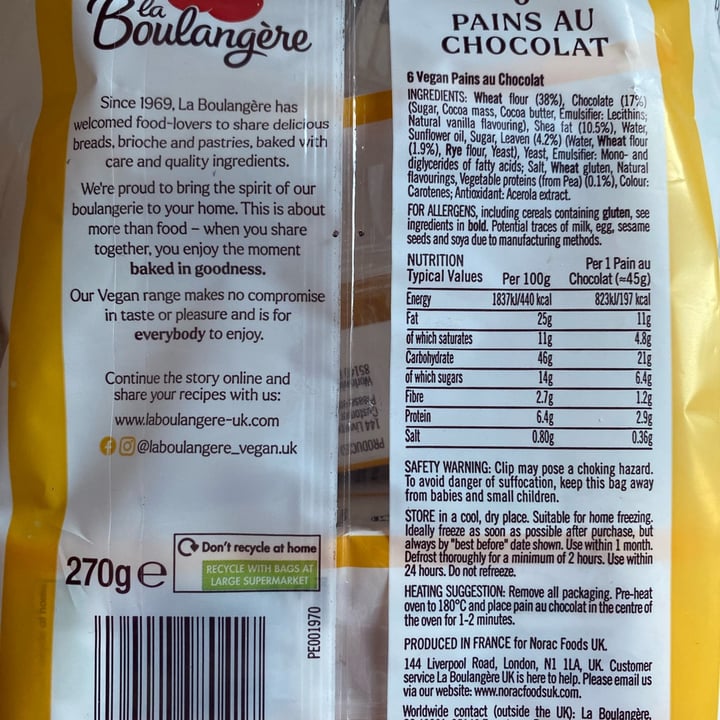 la
Boulangère
Since 1969, La Boulangère has
welcomed food-lovers to share delicious
breads, brioche and pastries, baked with
care and quality ingredients.
We're proud to bring the spirit of our
boulangerie to your home. This is about
more than food – when you share
together, you enjoy the moment
baked in goodness.
Our Vegan range makes no compromise
in taste or pleasure and is for
everybody to enjoy.
Continue the story online and
share your recipes with us:
www.laboulangere-uk.com
@laboulangere_vegan.uk
270g e
Don't recycle at home
RECYCLE WITH BAGS AT
LARGE SUPERMARKET
PE001970
PAINS AU
CHOCOLAT
6 Vegan Pains au Chocolat
INGREDIENTS: Wheat flour (38%), Chocolate (17%)
(Sugar, Cocoa mass, Cocoa butter, Emulsifier: Lecithins;
Natural vanilla flavouring), Shea fat (10.5%), Water,
Sunflower oil, Sugar, Leaven (4.2%) (Water, Wheat flour
(1.9%), Rye flour, Yeast), Yeast, Emulsifier: Mono- and
diglycerides of fatty acids; Salt, Wheat gluten, Natural
flavourings, Vegetable proteins (from Pea) (0.1%), Colour:
Carotenes; Antioxidant: Acerola extract.
FOR ALLERGENS, including cereals containing gluten, see
ingredients in bold. Potential traces of milk, egg, sesame
seeds and soya due to manufacturing methods.
NUTRITION Per 1 Pain au
Typical Values Per 100g Chocolat (≈45g)
Energy 1837kJ/440 kcal 823kJ/197 kcal
Fat 25g 11g
of which saturates 11g 4.8g
Carbohydrate 46g 21g
of which sugars 14g 6.4g
Fibre 2.7g 1.2g
Protein 6.4g 2.9g
Salt 0.80g 0.36g
SAFETY WARNING: Clip may pose a choking hazard.
To avoid danger of suffocation, keep this bag away
from babies and small children.
STORE in a cool, dry place. Suitable for home freezing.
Ideally freeze as soon as possible after purchase, but
always by "best before" date shown. Use within 1 month.
Defrost thoroughly for a minimum of 2 hours. Use within
24 hours. Do not refreeze.
HEATING SUGGESTION: Remove all packaging. Pre-heat
oven to 180°C and place pain au chocolat in the centre of
the oven for 1-2 minutes.
PRODUCED IN FRANCE for Norac Foods UK.
144 Liverpool Road, London, N1 1LA, UK. Customer
service La Boulangère UK is here to help. Please email us
via our website: www.noracfoodsuk.com.
Worldwide contact (outside the UK): La Boulangère,